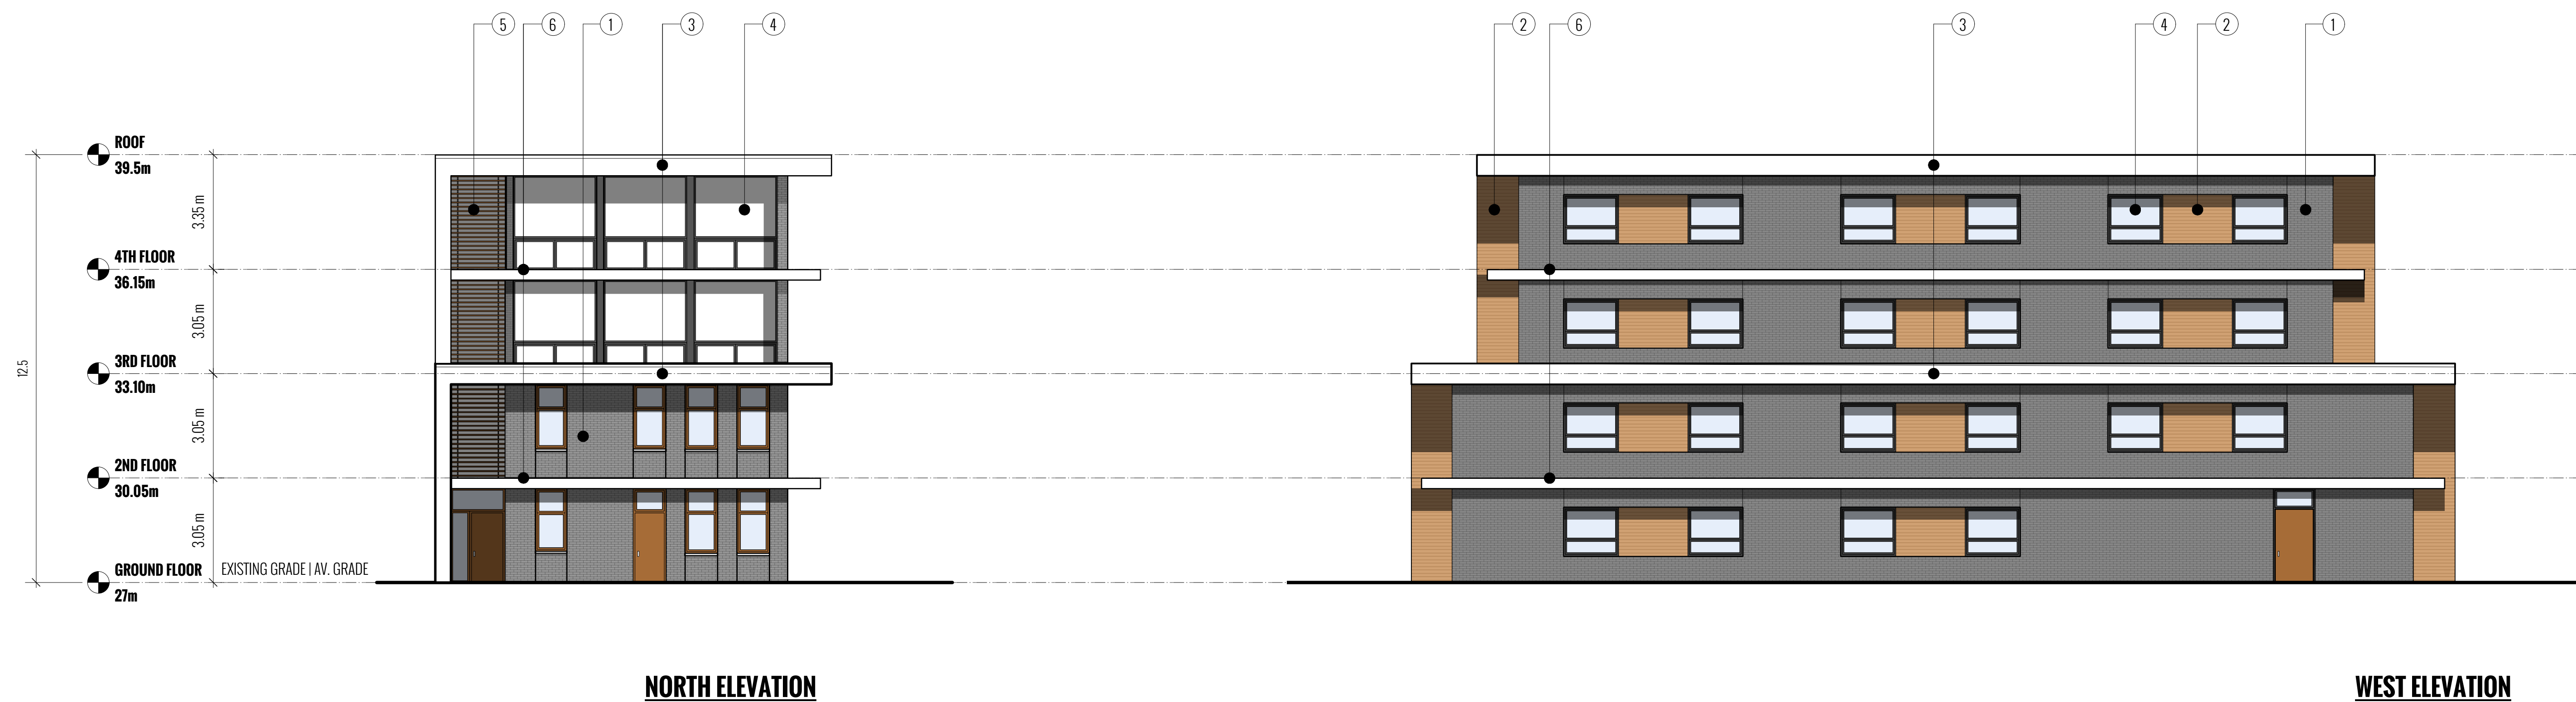 5 6 1 3 4 2 6 3 4 2 1
ROOF
39.5m
3.35 m
4TH FLOOR
36.15m
3.05 m
3RD FLOOR
33.10m
12.5
3.05 m
2ND FLOOR
30.05m
3.05 m
GROUND FLOOR
EXISTING GRADE | AV. GRADE
27m
NORTH ELEVATION
WEST ELEVATION